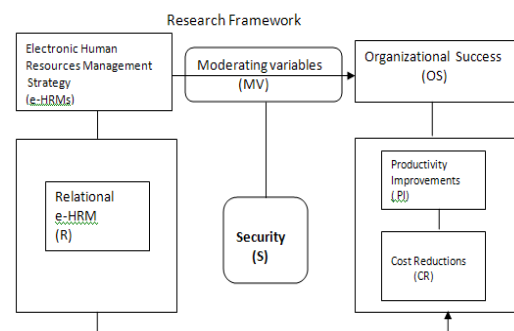 Research Framework
Electronic Human
Resources Management
Strategy
(e-HRMs)
Moderating variables
(MV)
Organizational Success
(OS)
Relational
e-HRM
(R)
Security
(S)
Productivity
Improvements
(PI)
Cost Reductions
(CR)